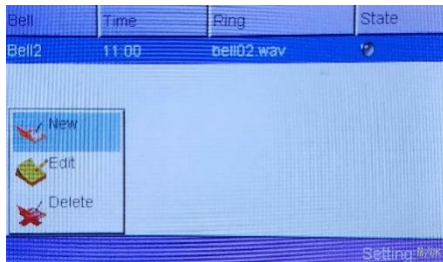 Bell Time Ring State
Bell2 11:00 bell02.wav
New
Edit
Delete
Setting